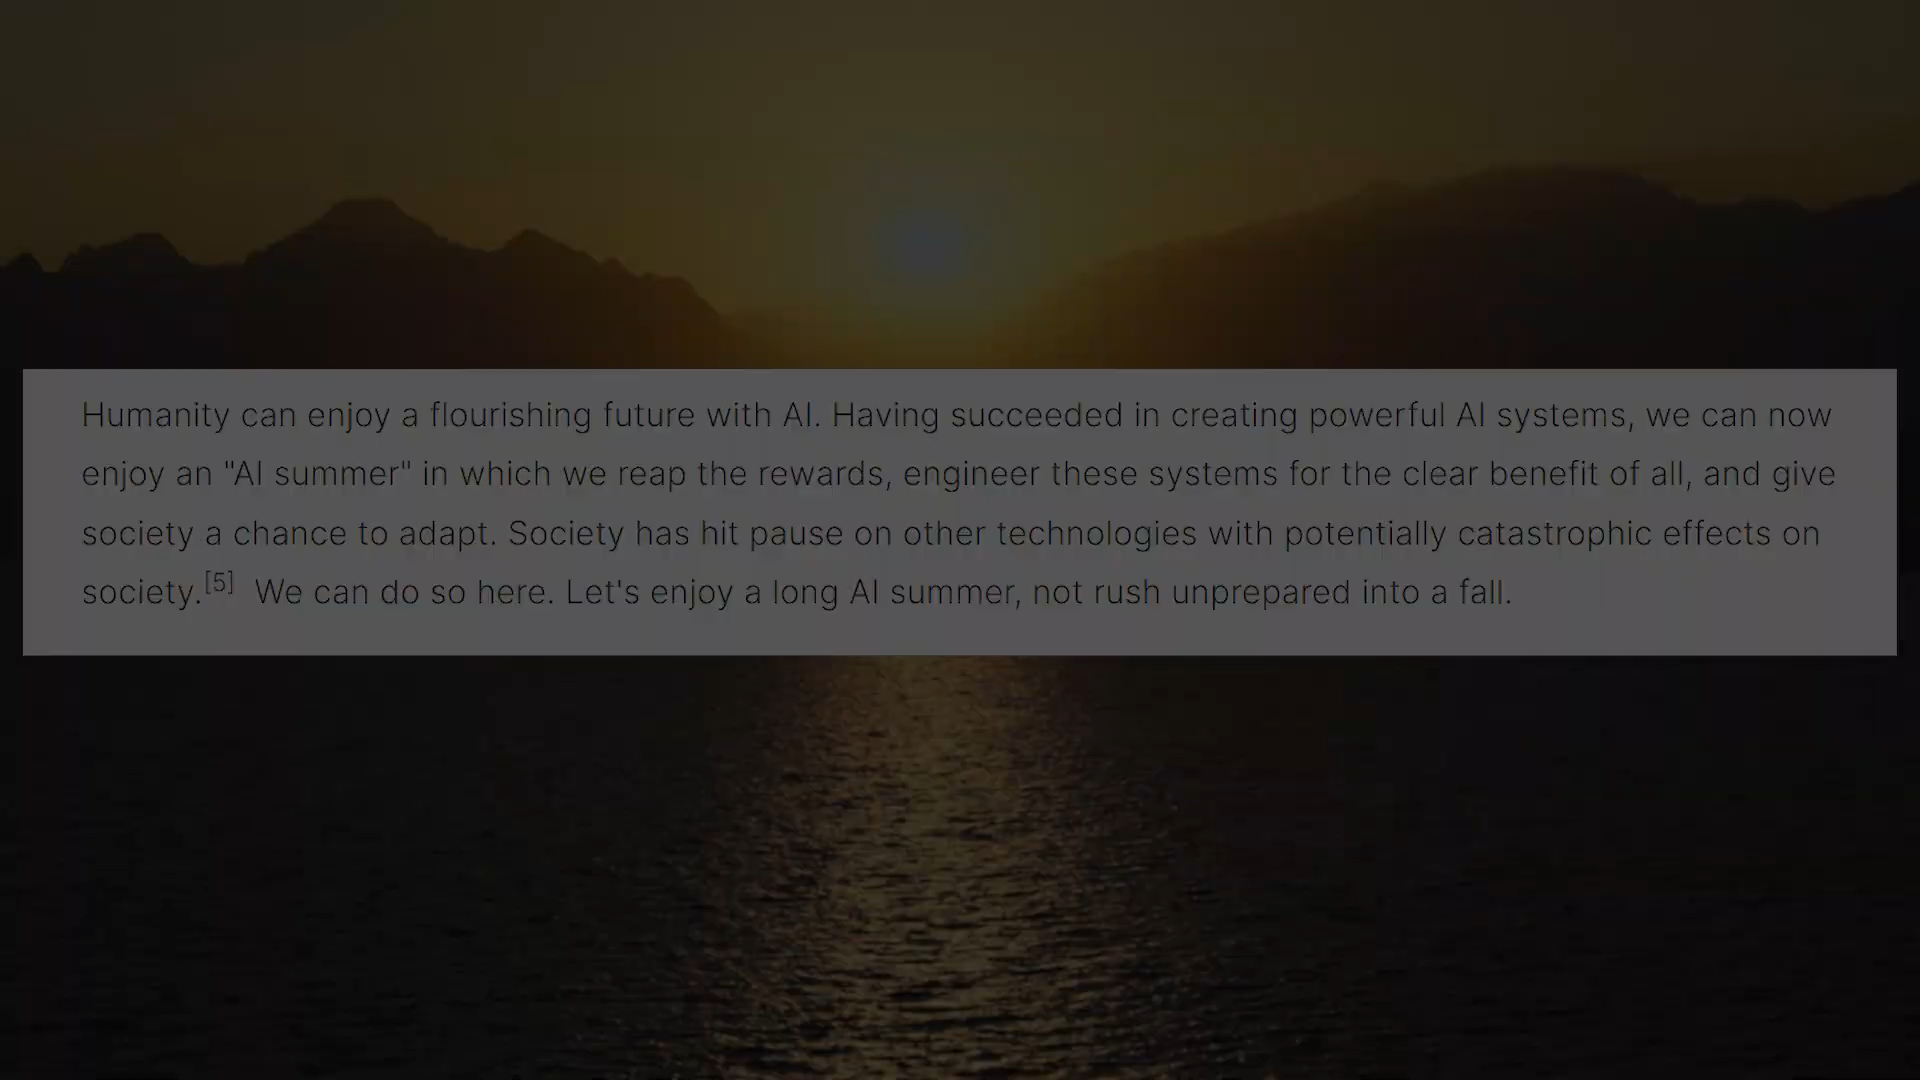 Humanity can enjoy a flourishing future with AI. Having succeeded in creating powerful AI systems, we can now
enjoy an "AI summer" in which we reap the rewards, engineer these systems for the clear benefit of all, and give
society a chance to adapt. Society has hit pause on other technologies with potentially catastrophic effects on
society.[5] We can do so here. Let's enjoy a long AI summer, not rush unprepared into a fall.